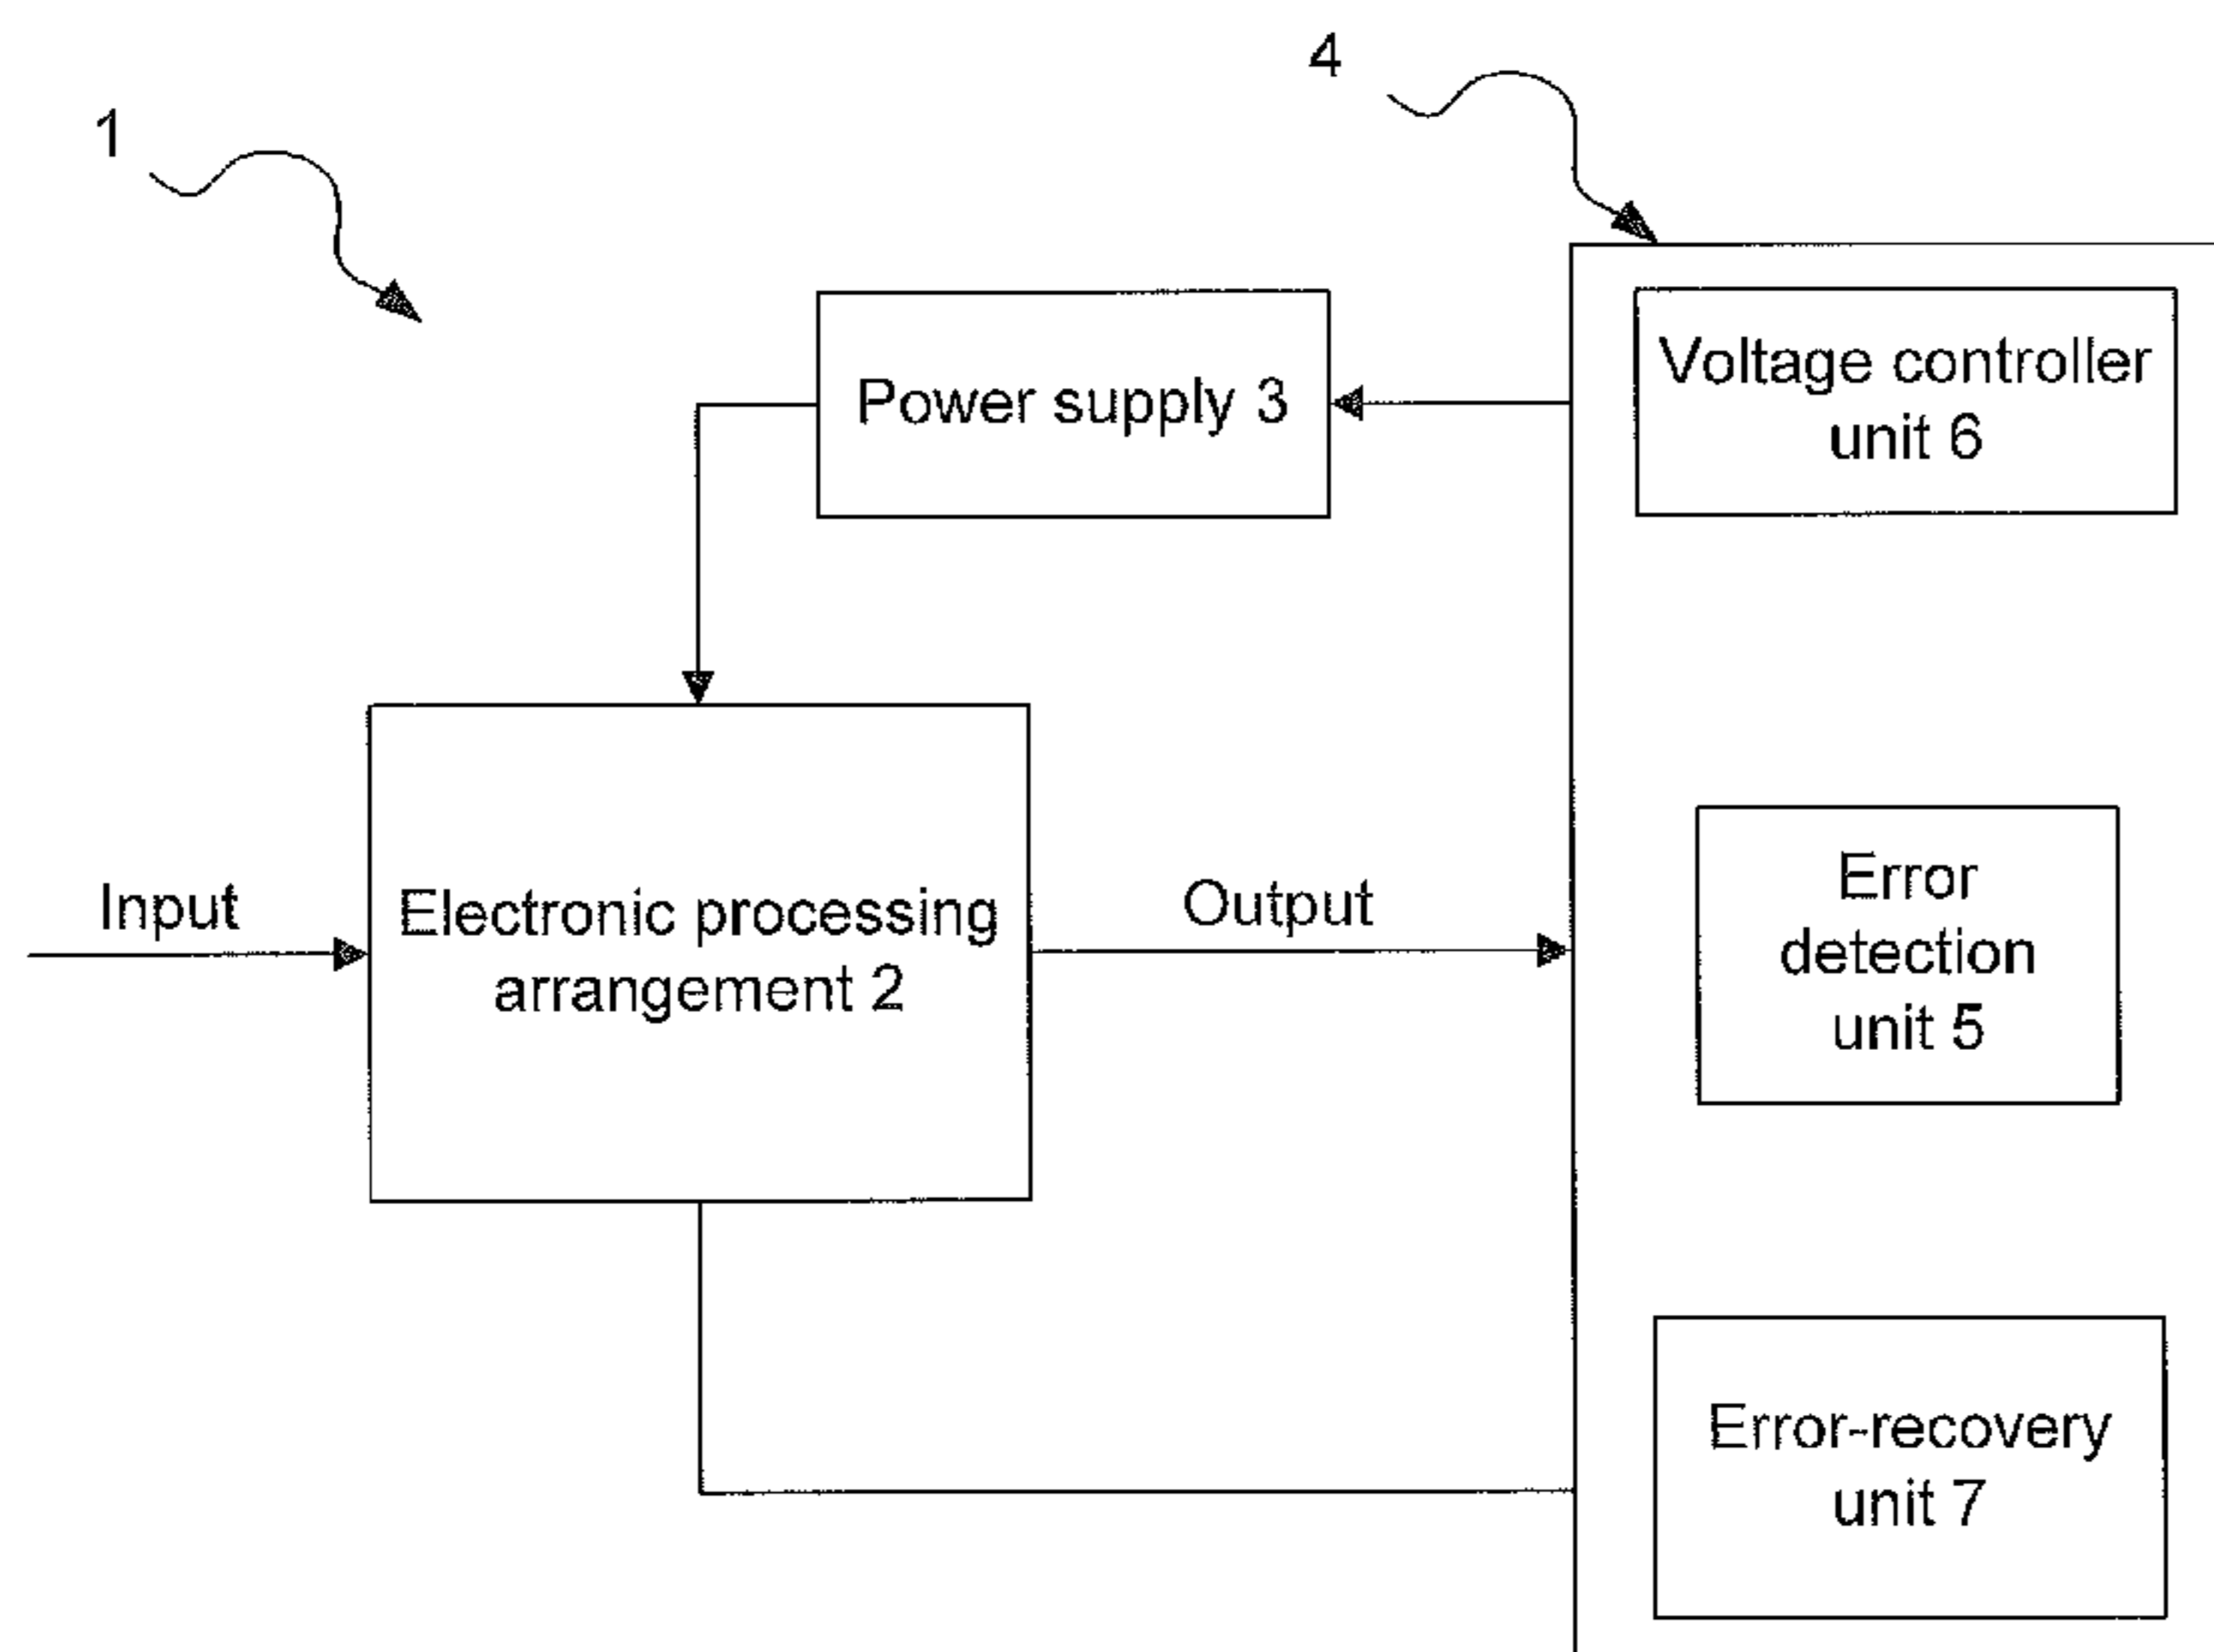 4
1
Power supply 3
Voltage controller
unit 6
Input
Electronic processing
arrangement 2
Output
Error
detection
unit 5
Error-recovery
unit 7